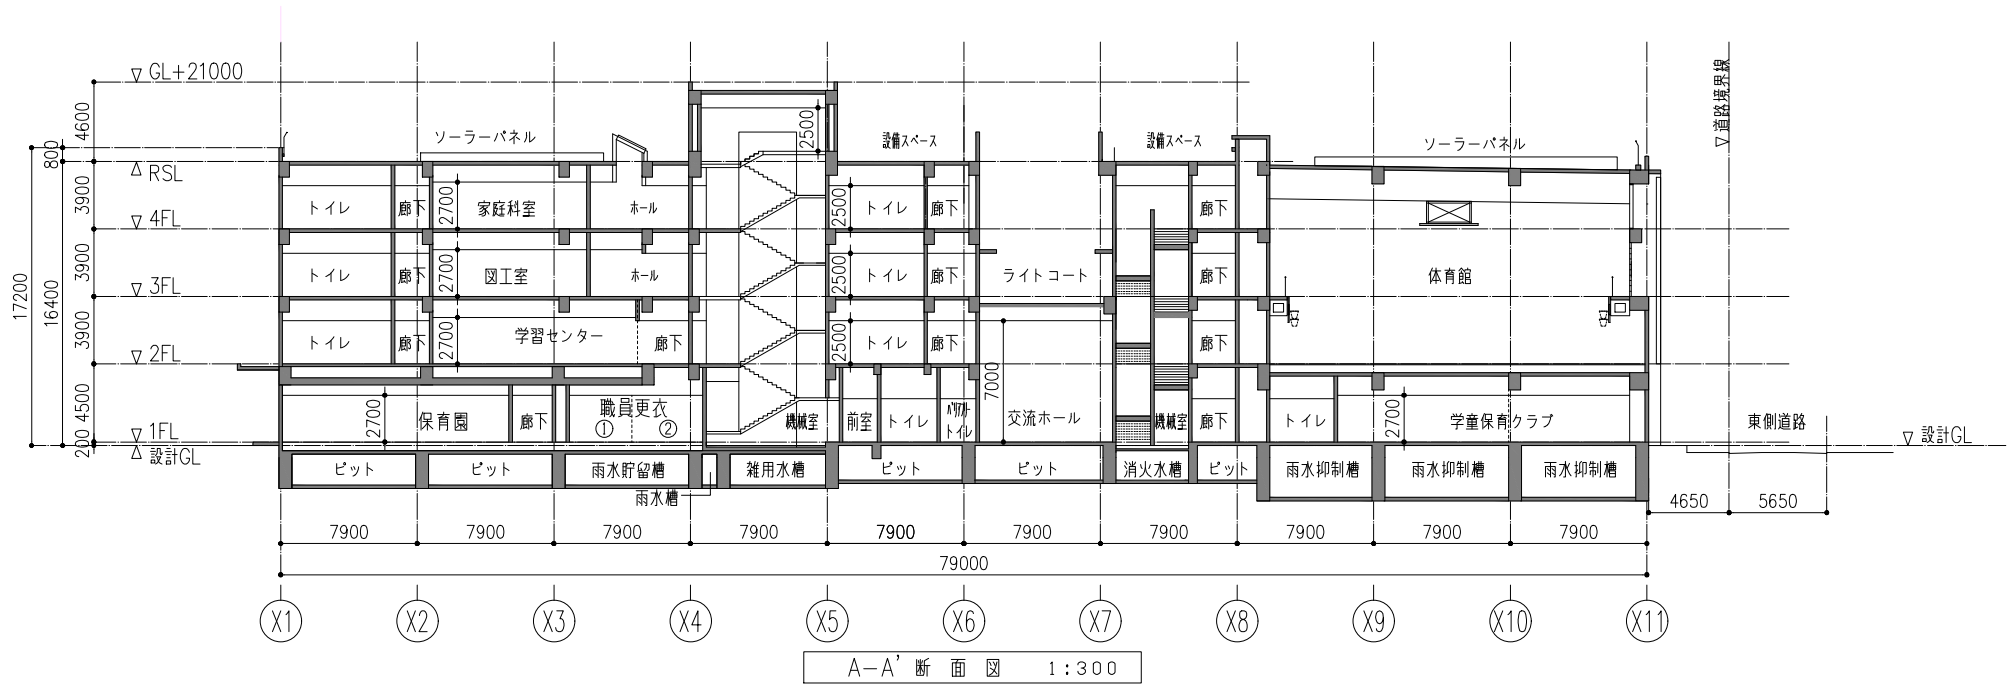 GL+21000
RSL
4FL
3FL
2FL
1FL
設計GL
17200
16400
800
4600
3900
3900
3900
4500
200
ソーラーパネル
設備スペース
設備スペース
ソーラーパネル
道路境界線
2500
トイレ
廊下
2700
家庭科室
ホール
2500
トイレ
廊下
廊下
トイレ
廊下
2700
図工室
ホール
2500
トイレ
廊下
ライトコート
廊下
体育館
トイレ
廊下
2700
学習センター
廊下
2500
トイレ
廊下
7000
廊下
2700
保育園
廊下
職員更衣
① ②
機械室
前室
トイレ
トイレ
交流ホール
機械室
廊下
トイレ
2700
学童保育クラブ
東側道路
設計GL
ピット
ピット
雨水貯留槽
雨水槽
雑用水槽
ピット
ピット
消火水槽
ピット
雨水抑制槽
雨水抑制槽
雨水抑制槽
4650
5650
7900
7900
7900
7900
7900
7900
7900
7900
7900
7900
79000
X1
X2
X3
X4
X5
X6
X7
X8
X9
X10
X11
A-A' 断面図 1:300